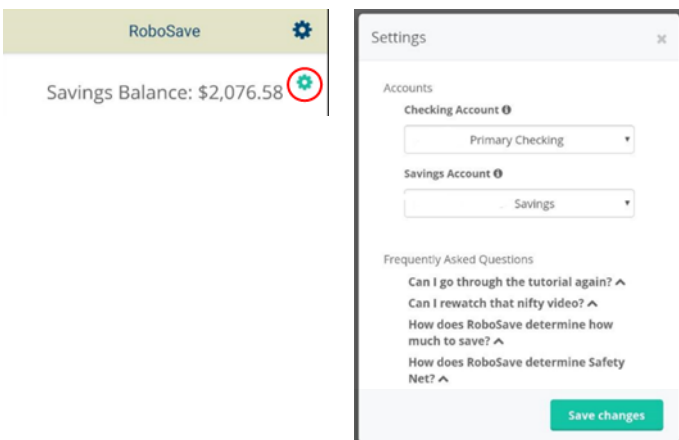 RoboSave
Savings Balance: $2,076.58
Settings
Accounts
Checking Account
Primary Checking
Savings Account
Savings
Frequently Asked Questions
Can I go through the tutorial again?
Can I rewatch that nifty video?
How does RoboSave determine how
much to save?
How does RoboSave determine Safety
Net?
Save changes